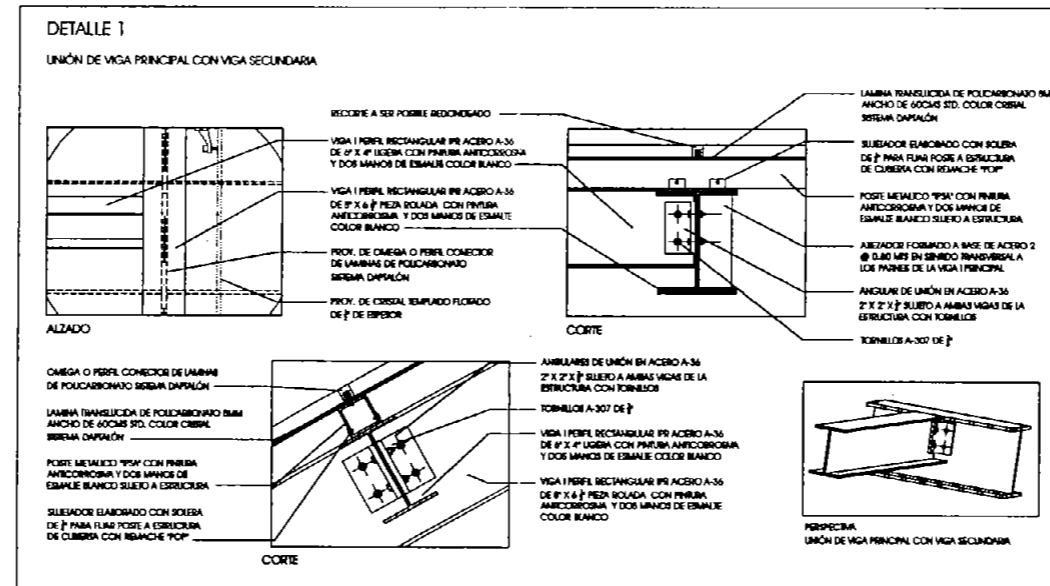 DETALLE 1
UNIÓN DE VIGA PRINCIPAL CON VIGA SECUNDARIA
RECORTE A SER POSIBLE REDONDEADO
VIGA I PERFIL RECTANGULAR IPR ACERO A-36
DE 6" X 4" LIGERA CON PINTURA ANTICORROSIVA
Y DOS MANOS DE ESMALTE COLOR BLANCO
VIGA I PERFIL RECTANGULAR IPR ACERO A-36
DE 8" X 6 PIEZA ROLADA CON PINTURA
ANTICORROSIVA Y DOS MANOS DE ESMALTE
COLOR BLANCO
PROY. DE OMEGA O PERFIL CONECTOR
DE LAMINAS DE POLICARBONATO
SISTEMA DAPTALÓN
PROY. DE CRISTAL TEMPLADO FLOTADO
DE DE ESPESOR
ALZADO
LAMINA TRANSLUCIDA DE POLICARBONATO 8MM
ANCHO DE 60CMS STD. COLOR CRISTAL
SISTEMA DAPTALÓN
SUJETADOR ELABORADO CON SOLERA
DE PARA FIJAR POSTE A ESTRUCTURA
DE CUBIERTA CON REMACHE "POP"
POSTE METALICO CON PINTURA
ANTICORROSIVA Y DOS MANOS DE
ESMALTE BLANCO SUJETO A ESTRUCTURA
FORMADO A BASE DE ACERO 2
@ 0.80 MTS EN SENTIDO TRANSVERSAL A
LOS DE LA VIGA I PRINCIPAL
ANGULAR DE UNIÓN EN ACERO A-36
2" X 2" X SUJETO A AMBAS VIGAS DE LA
ESTRUCTURA CON TORNILLOS
TORNILLOS A-307 DE
CORTE
OMEGA O PERFIL CONECTOR DE LAMINAS
DE POLICARBONATO SISTEMA DAPTALÓN
LAMINA TRANSLUCIDA DE POLICARBONATO 8MM
ANCHO DE 60CMS STD. COLOR CRISTAL
SISTEMA DAPTALÓN
POSTE METALICO CON PINTURA
ANTICORROSIVA Y DOS MANOS DE
ESMALTE BLANCO SUJETO A ESTRUCTURA
SUJETADOR ELABORADO CON SOLERA
DE PARA FIJAR POSTE A ESTRUCTURA
DE CUBIERTA CON REMACHE "POP"
CORTE
ANGULARES DE UNIÓN EN ACERO A-36
2" X 2" X SUJETO A AMBAS VIGAS DE LA
ESTRUCTURA CON TORNILLOS
TORNILLOS A-307 DE
VIGA I PERFIL RECTANGULAR IPR ACERO A-36
DE 6" X 4" LIGERA CON PINTURA ANTICORROSIVA
Y DOS MANOS DE ESMALTE COLOR BLANCO
VIGA I PERFIL RECTANGULAR IPR ACERO A-36
DE 8" X 6 PIEZA ROLADA CON PINTURA
ANTICORROSIVA Y DOS MANOS DE ESMALTE
COLOR BLANCO
PERSPECTIVA
UNIÓN DE VIGA PRINCIPAL CON VIGA SECUNDARIA